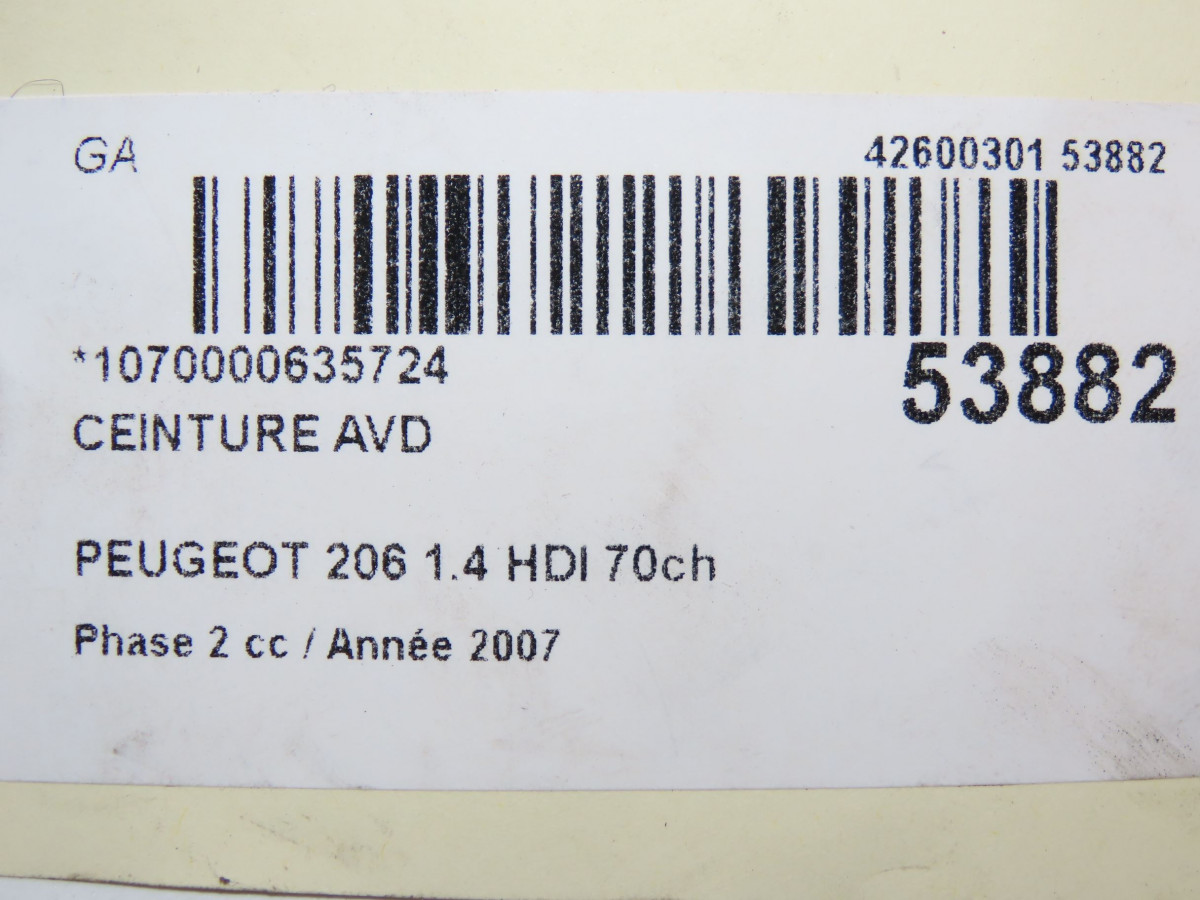 GA 42600301 53882
*1070000635724 53882
CEINTURE AVD
PEUGEOT 206 1.4 HDI 70ch
Phase 2 cc / Année 2007